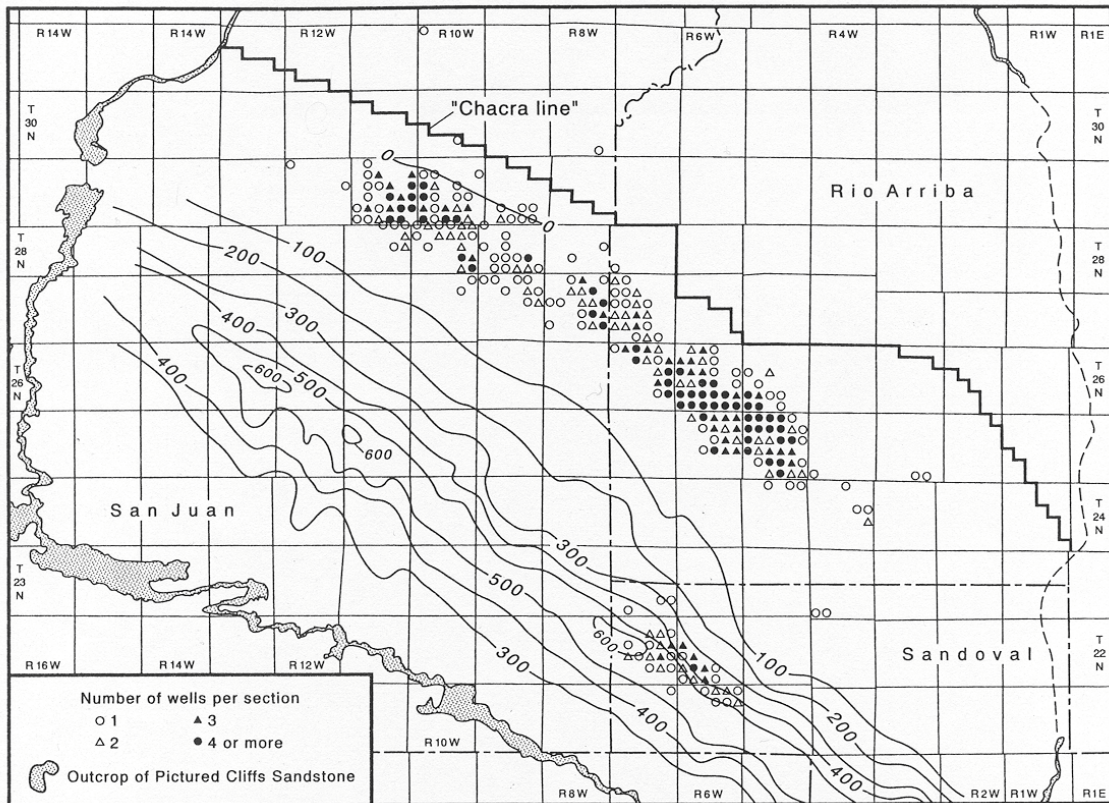 R14W R14W R12W R10W R8W R6W R4W R1W R1E
T 30 N
"Chacra line"
T 30 N
0
Rio Arriba
0
T 28 N
100
200
T 28 N
300
400
400
500
600
T 26 N
T 26 N
600
San Juan
T 24 N
300
T 23 N
500
600
100
Sandoval
T 22 N
R16W R14W R12W
300
200
400
400
Number of wells per section
1 3
2 4 or more
Outcrop of Pictured Cliffs Sandstone
R10W
R8W R6W R2W R1W R1E